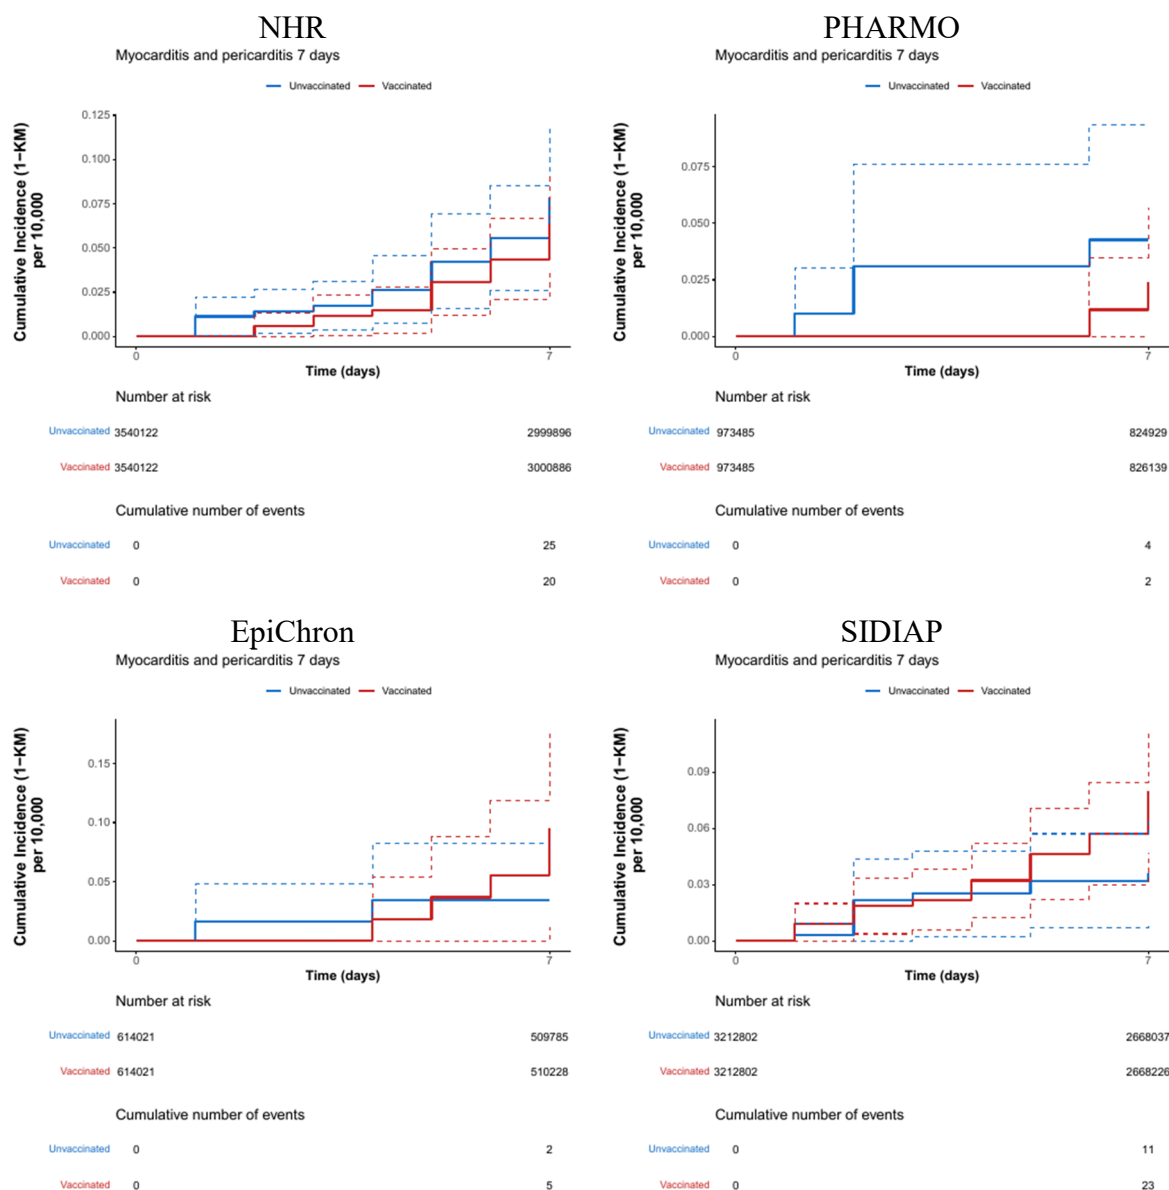 NHR
Myocarditis and pericarditis 7 days
Unvaccinated Vaccinated
Cumulative Incidence (1−KM)
per 10,000
0.125
0.100
0.075
0.050
0.025
0.000
0 7
Time (days)
Number at risk
Unvaccinated 3540122 2999896
Vaccinated 3540122 3000886
Cumulative number of events
Unvaccinated 0 25
Vaccinated 0 20
PHARMO
Myocarditis and pericarditis 7 days
Unvaccinated Vaccinated
Cumulative Incidence (1−KM)
per 10,000
0.075
0.050
0.025
0.000
0 7
Time (days)
Number at risk
Unvaccinated 973485 824929
Vaccinated 973485 826139
Cumulative number of events
Unvaccinated 0 4
Vaccinated 0 2
EpiChron
Myocarditis and pericarditis 7 days
Unvaccinated Vaccinated
Cumulative Incidence (1−KM)
per 10,000
0.15
0.10
0.05
0.00
0 7
Time (days)
Number at risk
Unvaccinated 614021 509785
Vaccinated 614021 510228
Cumulative number of events
Unvaccinated 0 2
Vaccinated 0 5
SIDIAP
Myocarditis and pericarditis 7 days
Unvaccinated Vaccinated
Cumulative Incidence (1−KM)
per 10,000
0.09
0.06
0.03
0.00
0 7
Time (days)
Number at risk
Unvaccinated 3212802 2668037
Vaccinated 3212802 2668226
Cumulative number of events
Unvaccinated 0 11
Vaccinated 0 23